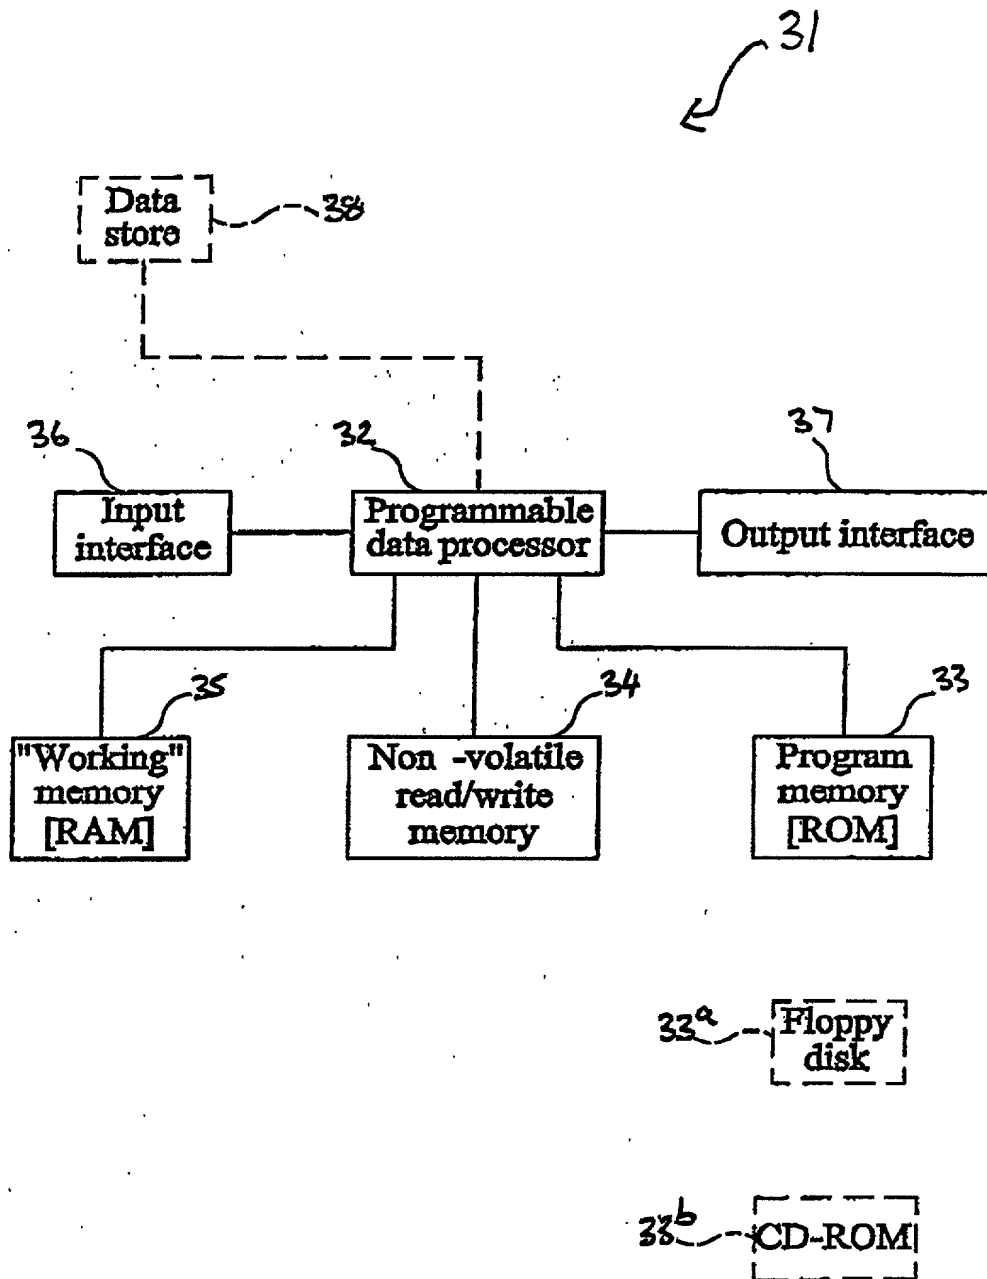 31
Data
store
38
36
32
37
Input
interface
Programmable
data processor
Output interface
35
34
33
"Working"
memory
[RAM]
Non -volatile
read/write
memory
Program
memory
[ROM]
33a
Floppy
disk
33b
CD-ROM